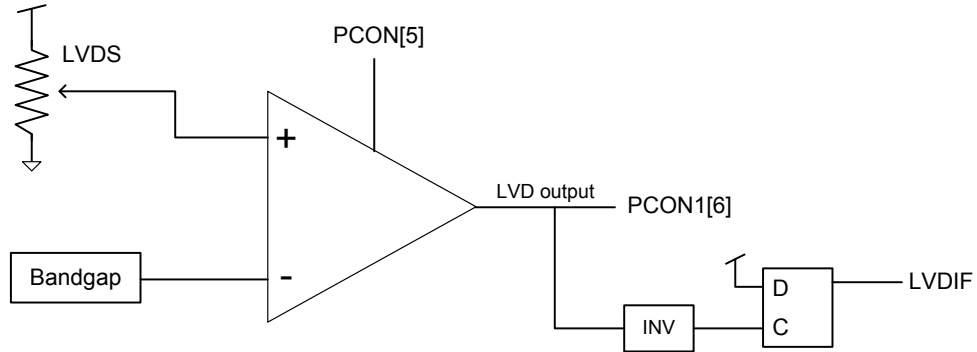 PCON[5]
LVDS
+
LVD output
PCON1[6]
-
Bandgap
D
LVDIF
INV
C